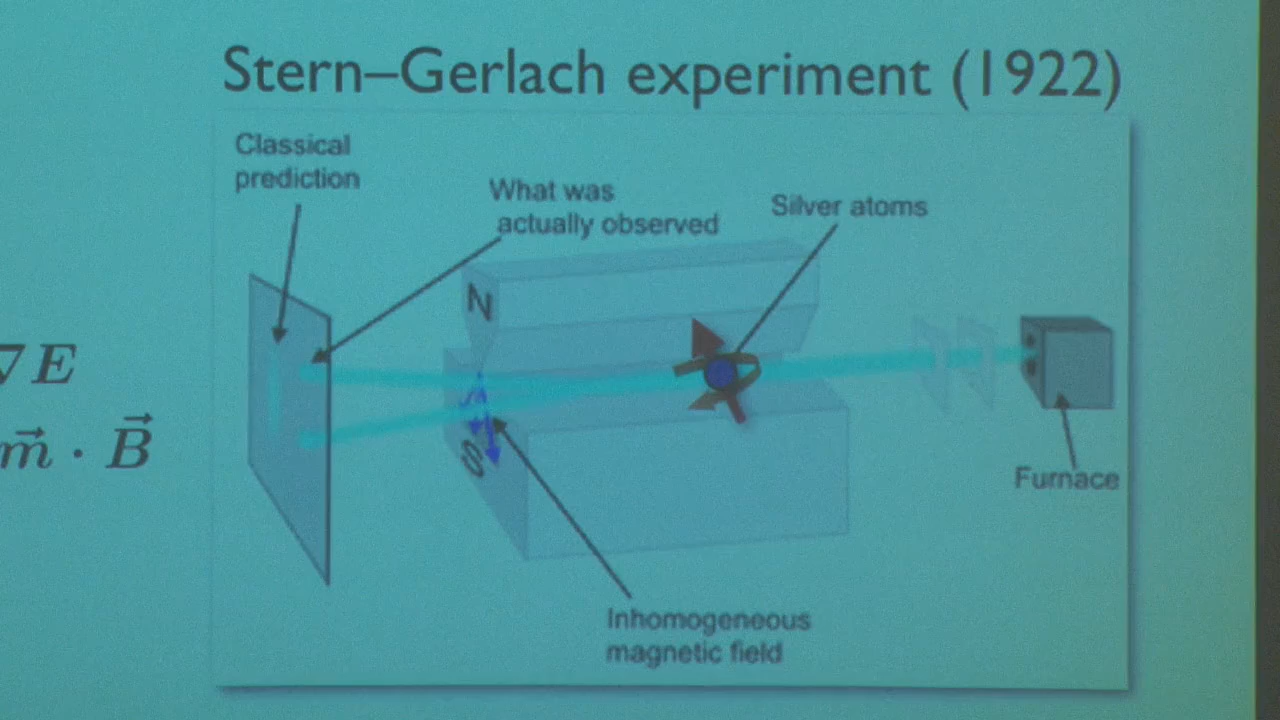 Stern–Gerlach experiment (1922)
Classical
prediction
What was
actually observed
Silver atoms
N
S
∇E
m⃗ · B⃗
Furnace
Inhomogeneous
magnetic field